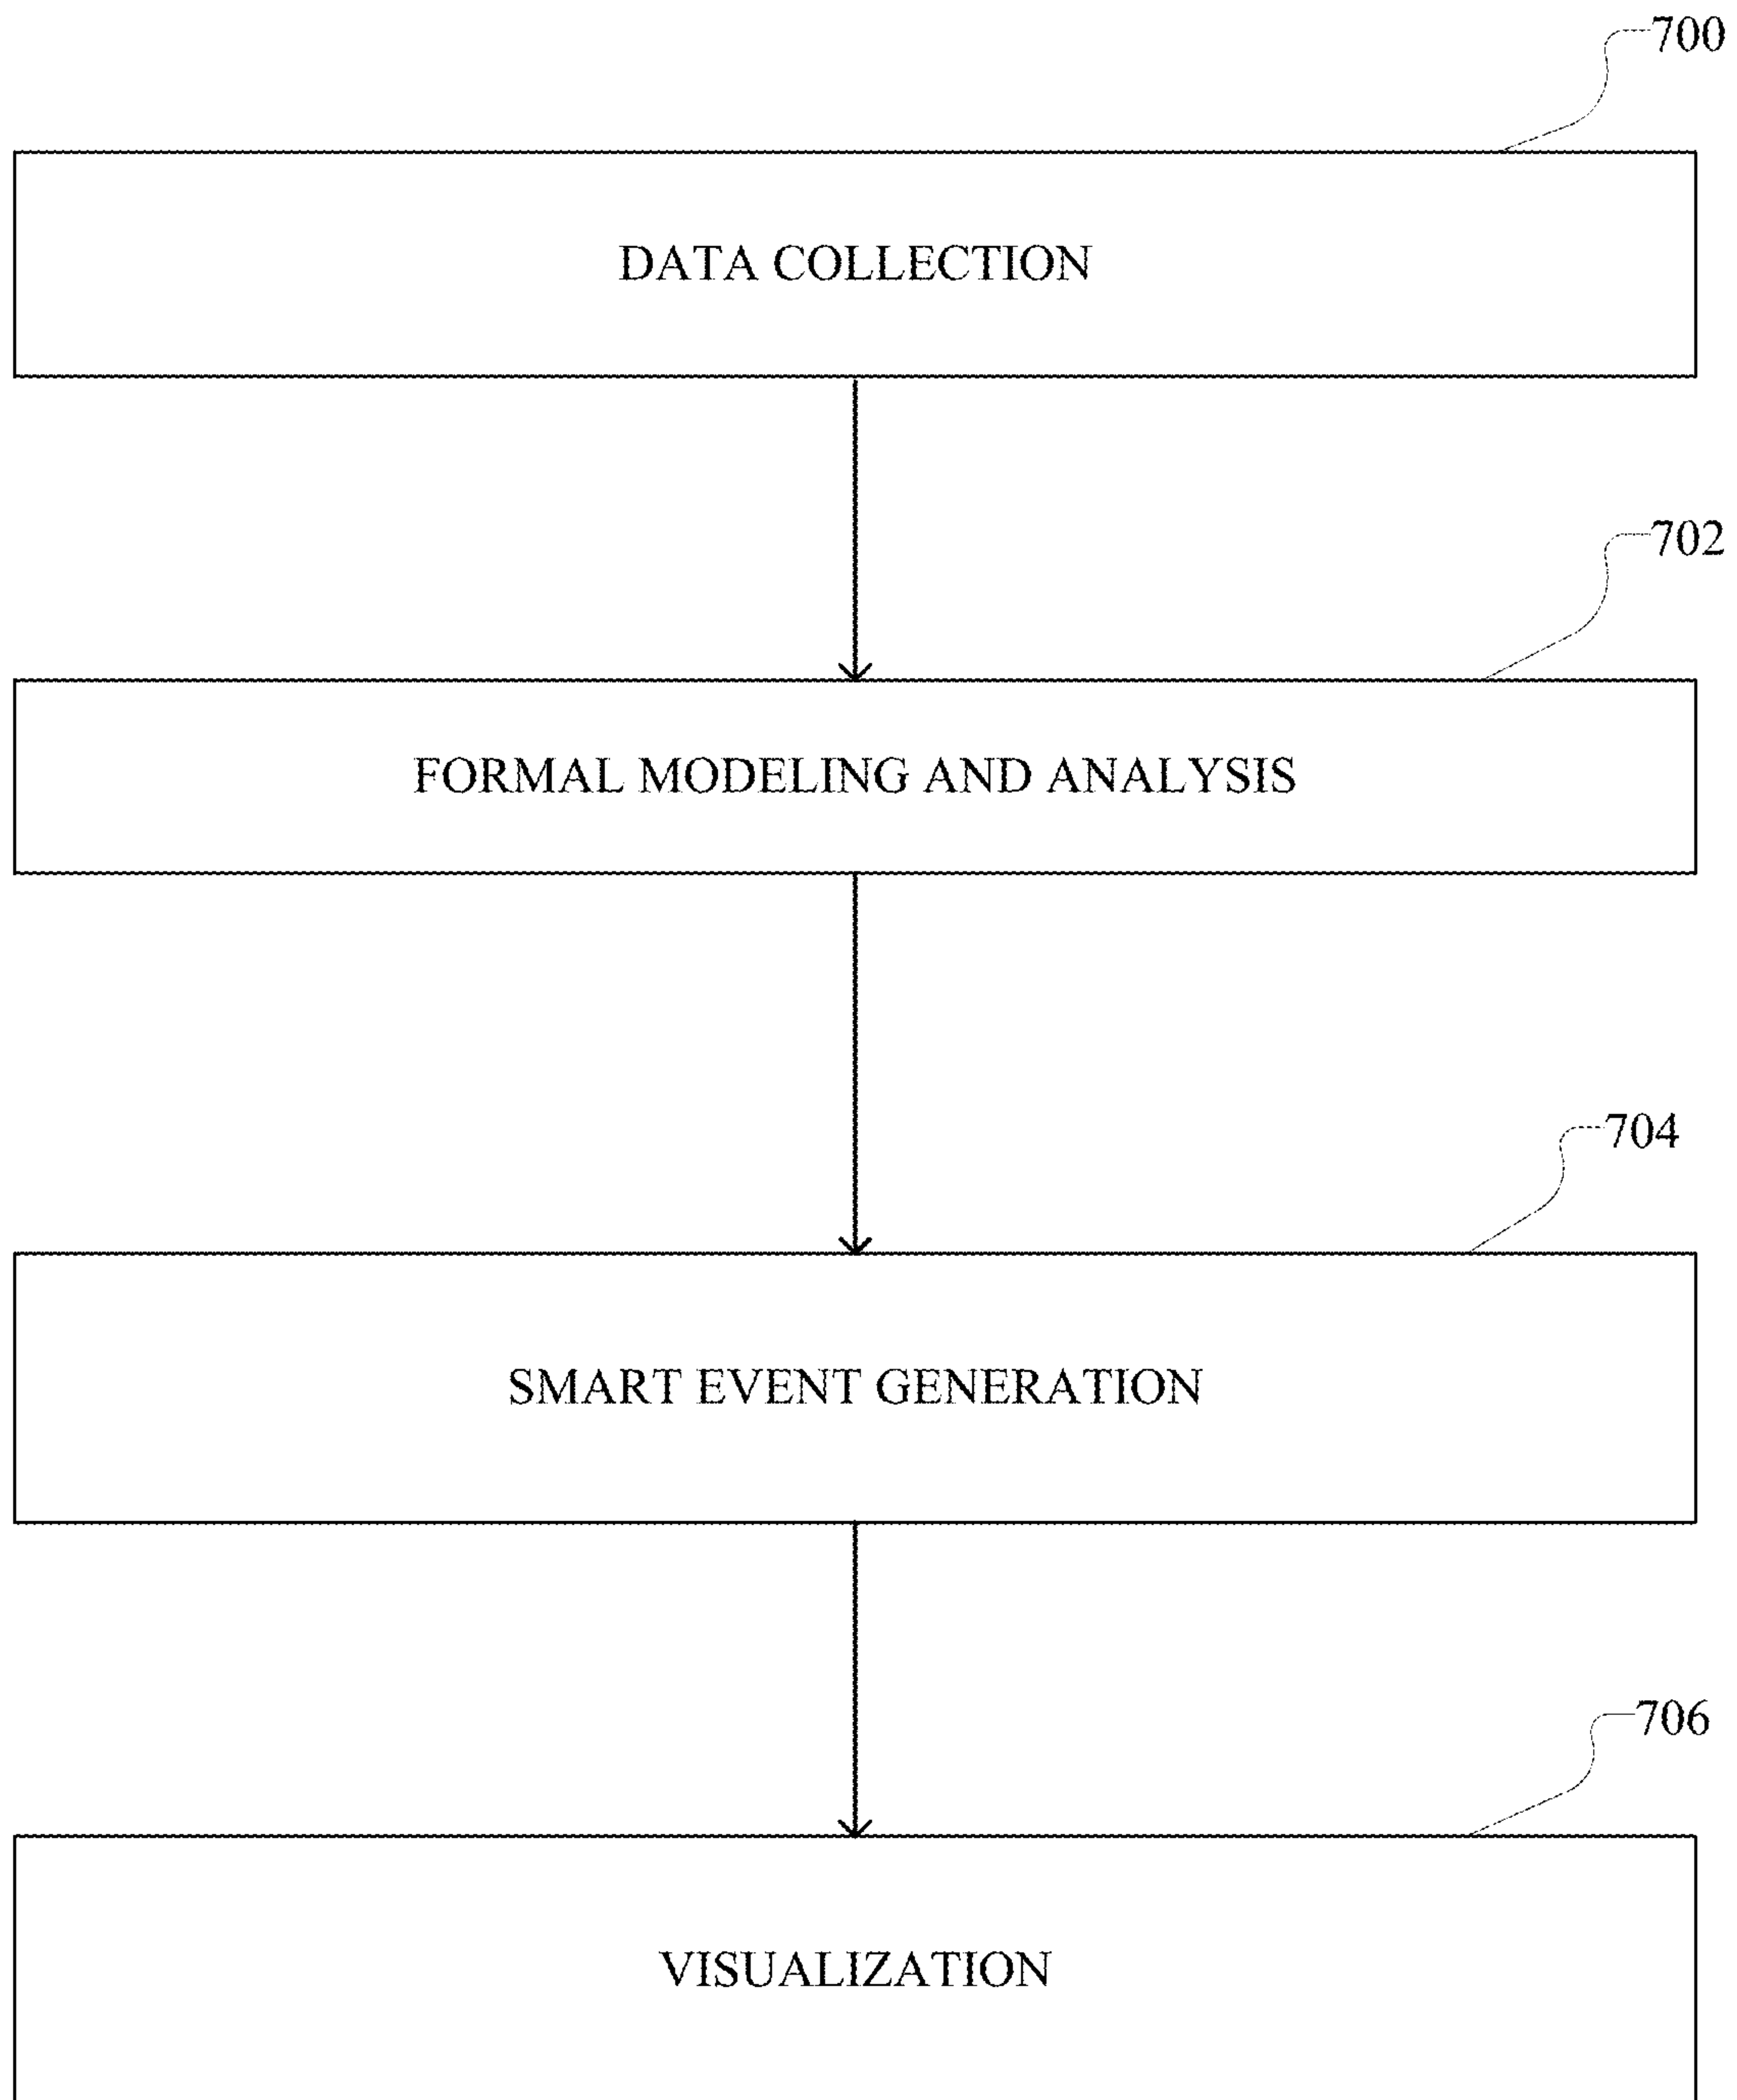 700
DATA COLLECTION
702
FORMAL MODELING AND ANALYSIS
704
SMART EVENT GENERATION
706
VISUALIZATION